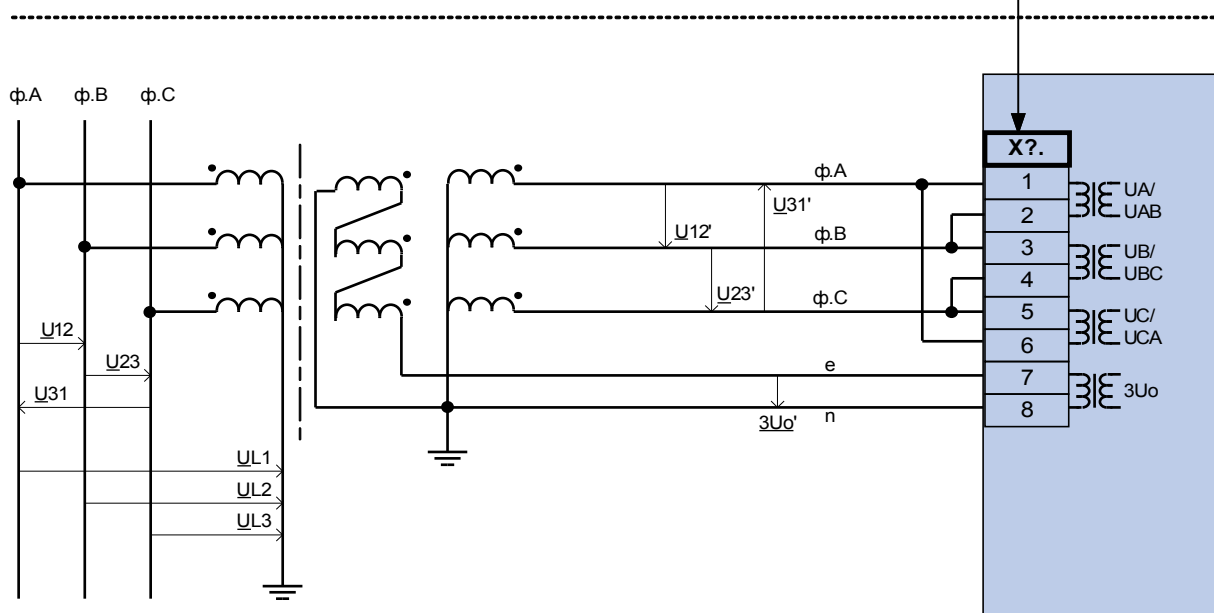 ф.A ф.B ф.C
X?.
1
2
3
4
5
6
7
8
UA/
UAB
UB/
UBC
UC/
UCA
3Uo
ф.A
U31'
U12'
ф.B
U23'
ф.C
e
3Uo'
n
U12
U23
U31
UL1
UL2
UL3